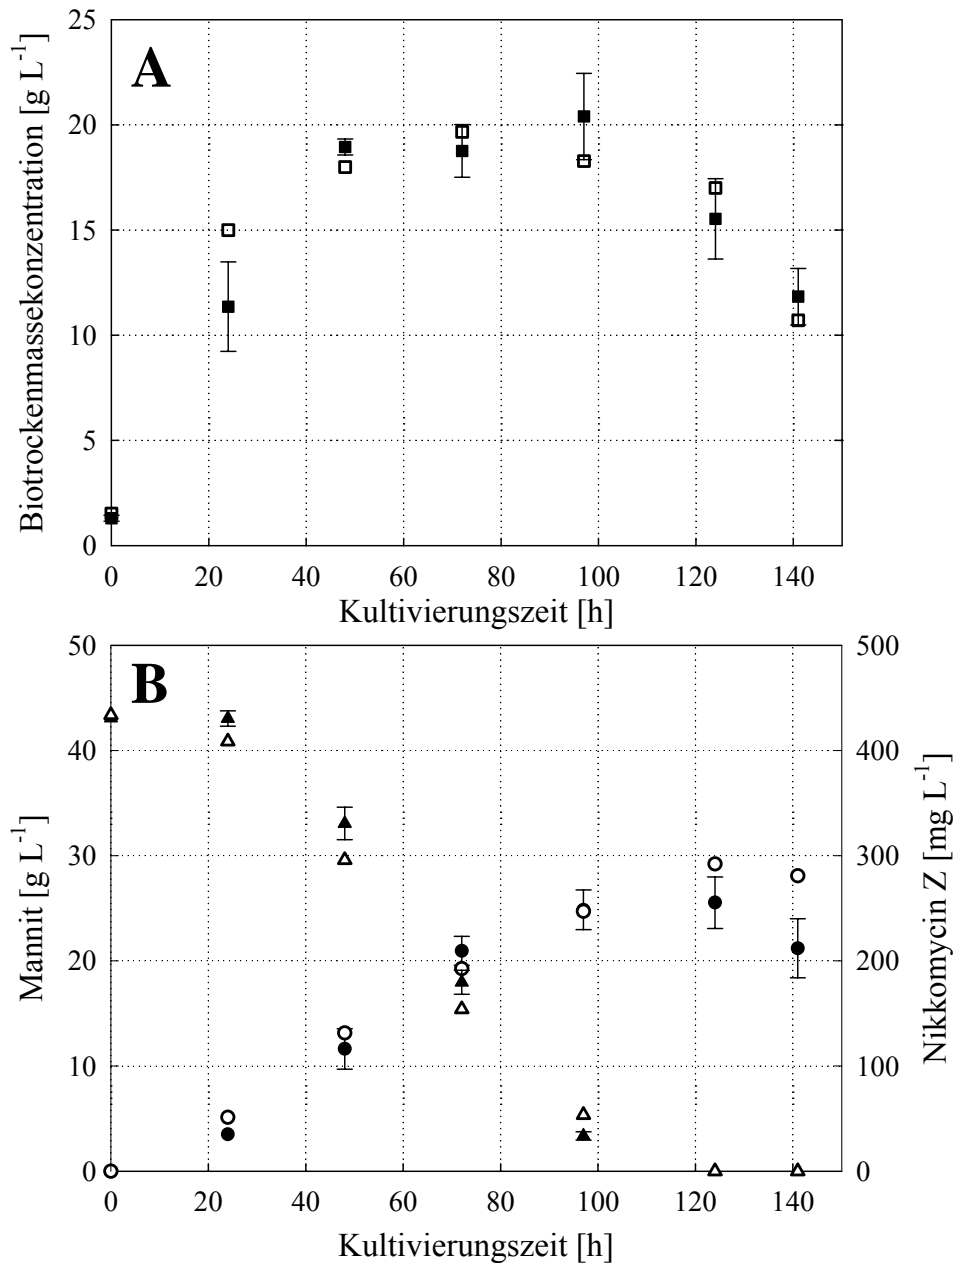 A
Biotrockenmassekonzentration [g L⁻¹]
25
20
15
10
5
0
0 20 40 60 80 100 120 140
Kultivierungszeit [h]
B
Mannit [g L⁻¹]
50
40
30
20
10
0
500
400
300
200
100
0
Nikkomycin Z [mg L⁻¹]
0 20 40 60 80 100 120 140
Kultivierungszeit [h]